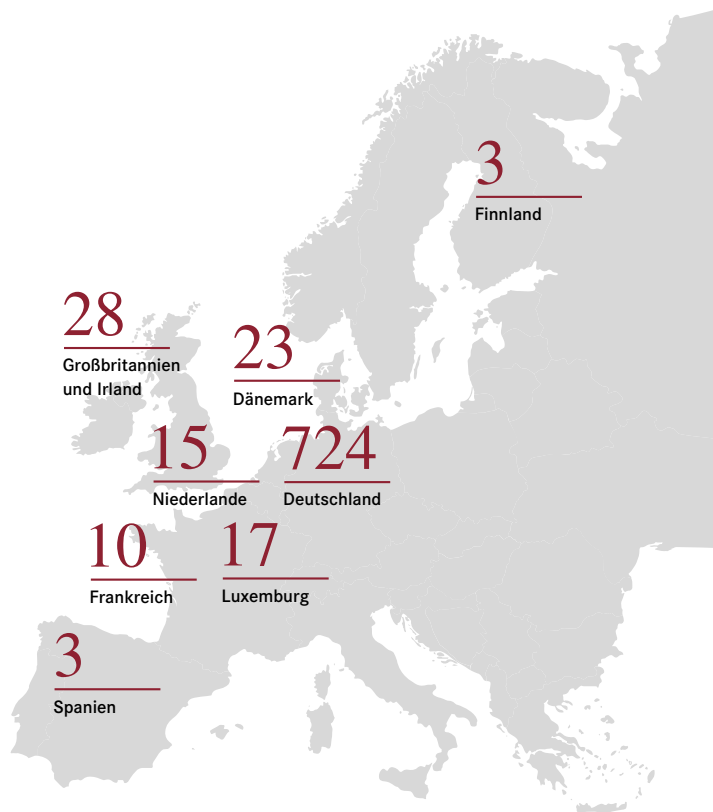 3
Finnland
28
Großbritannien
und Irland
23
Dänemark
15
Niederlande
724
Deutschland
10
Frankreich
17
Luxemburg
3
Spanien